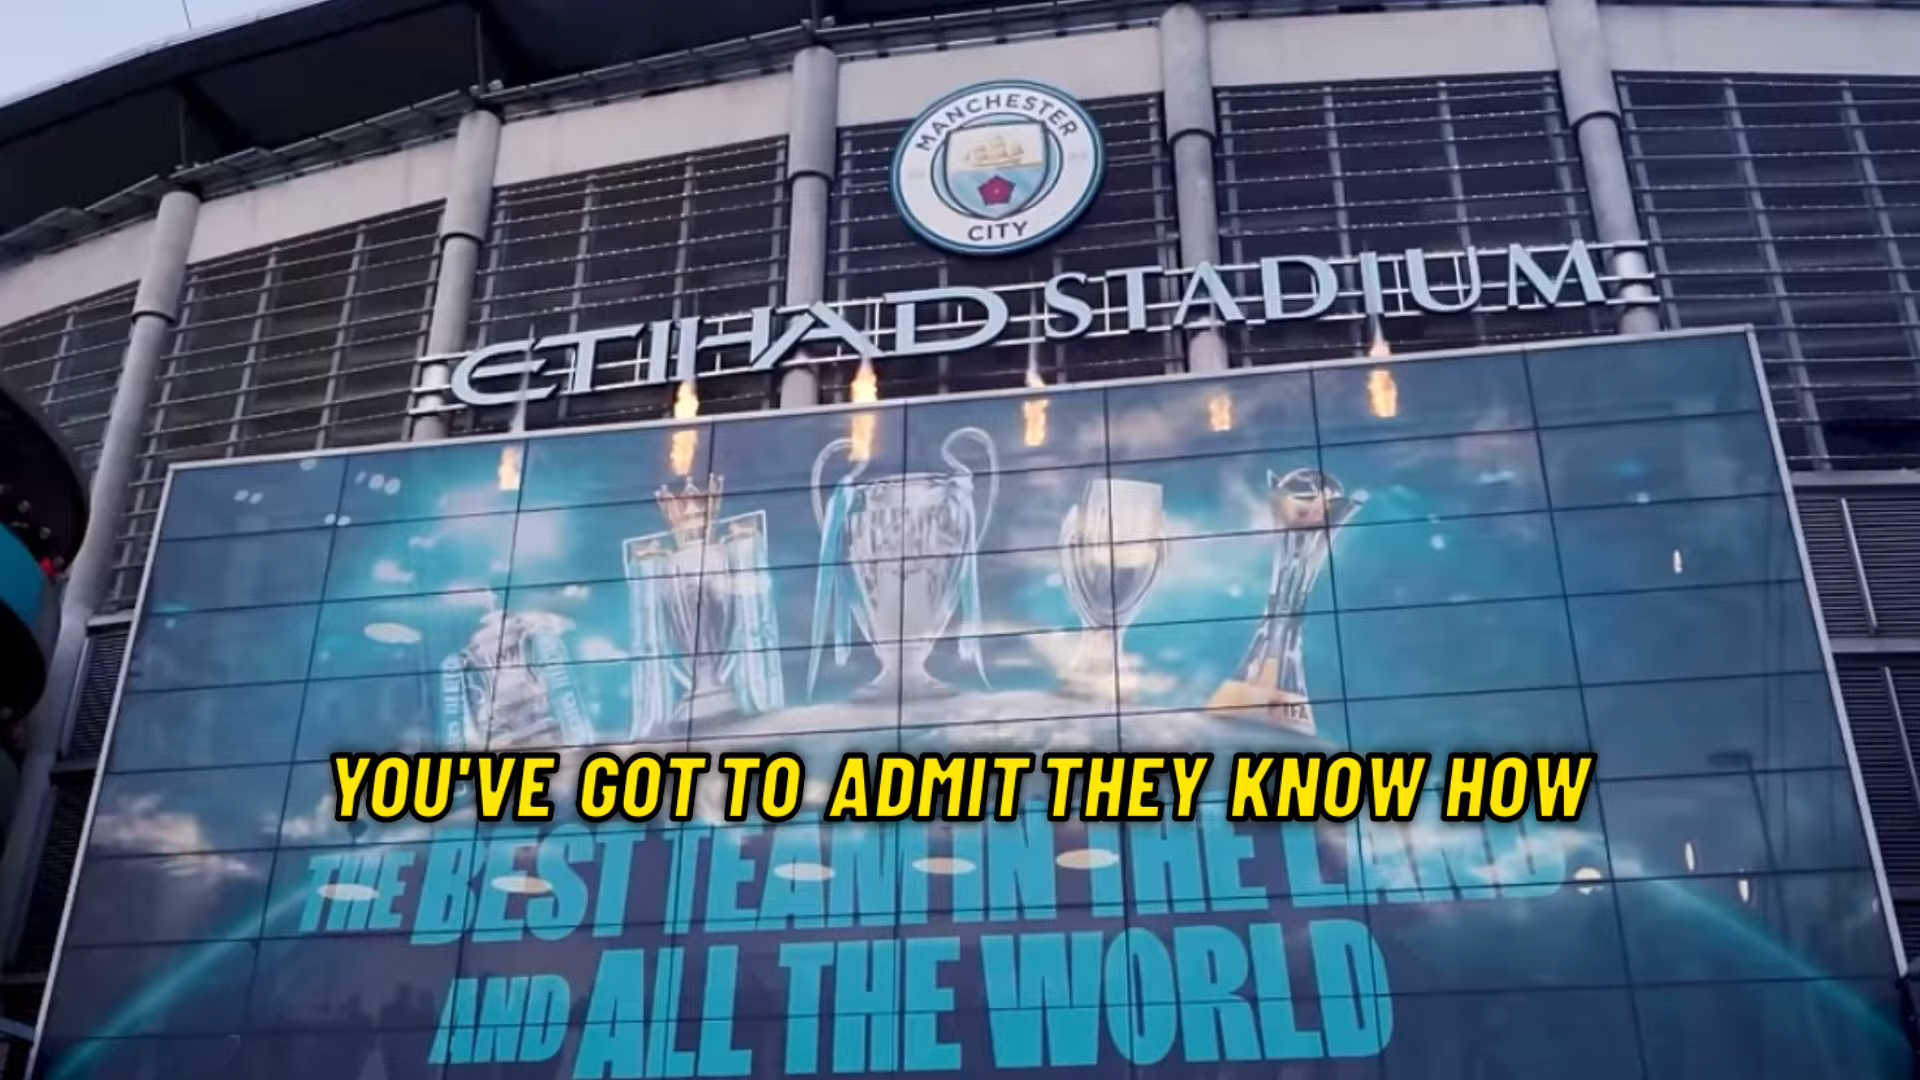 MANCHESTER
CITY
ETIHAD STADIUM
FIFA
YOU'VE GOT TO ADMIT THEY KNOW HOW
THE BEST TEAM IN THE LAND
AND ALL THE WORLD